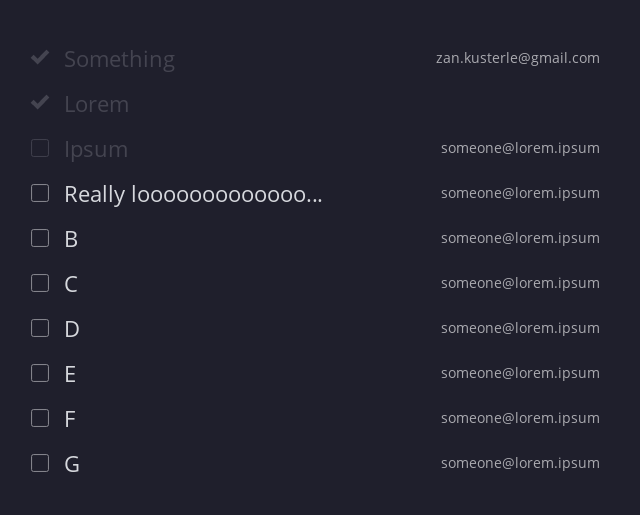 Something zan.kusterle@gmail.com
Lorem
Ipsum someone@lorem.ipsum
Really looooooooooooo... someone@lorem.ipsum
B someone@lorem.ipsum
C someone@lorem.ipsum
D someone@lorem.ipsum
E someone@lorem.ipsum
F someone@lorem.ipsum
G someone@lorem.ipsum